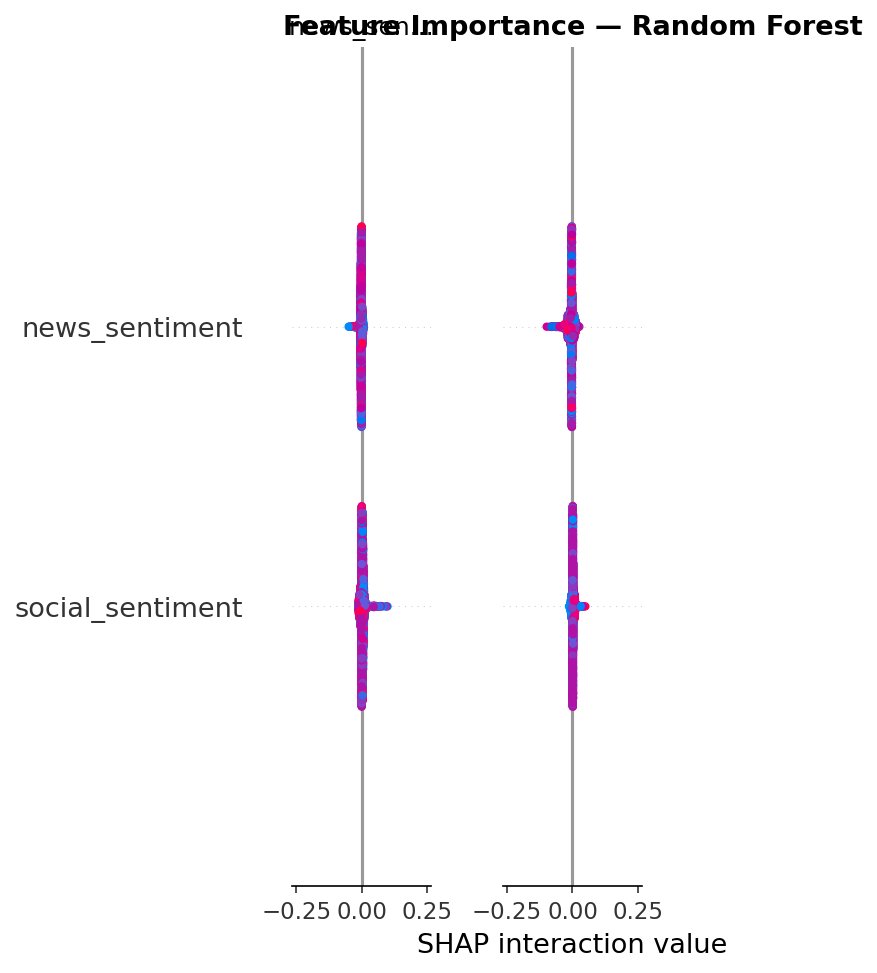 Feature Importance — Random Forest
news_sen...
news_sentiment
social_sentiment
−0.25 0.00 0.25 −0.25 0.00 0.25
SHAP interaction value